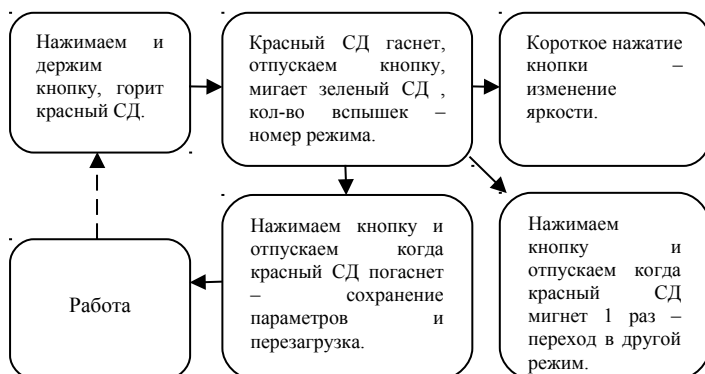 Нажимаем и
держим
кнопку, горит
красный СД.
Красный СД гаснет,
отпускаем кнопку,
мигает зеленый СД ,
кол-во вспышек –
номер режима.
Короткое нажатие
кнопки –
изменение
яркости.
Работа
Нажимаем кнопку и
отпускаем когда
красный СД погаснет
– сохранение
параметров и
перезагрузка.
Нажимаем
кнопку и
отпускаем когда
красный СД
мигнет 1 раз –
переход в другой
режим.